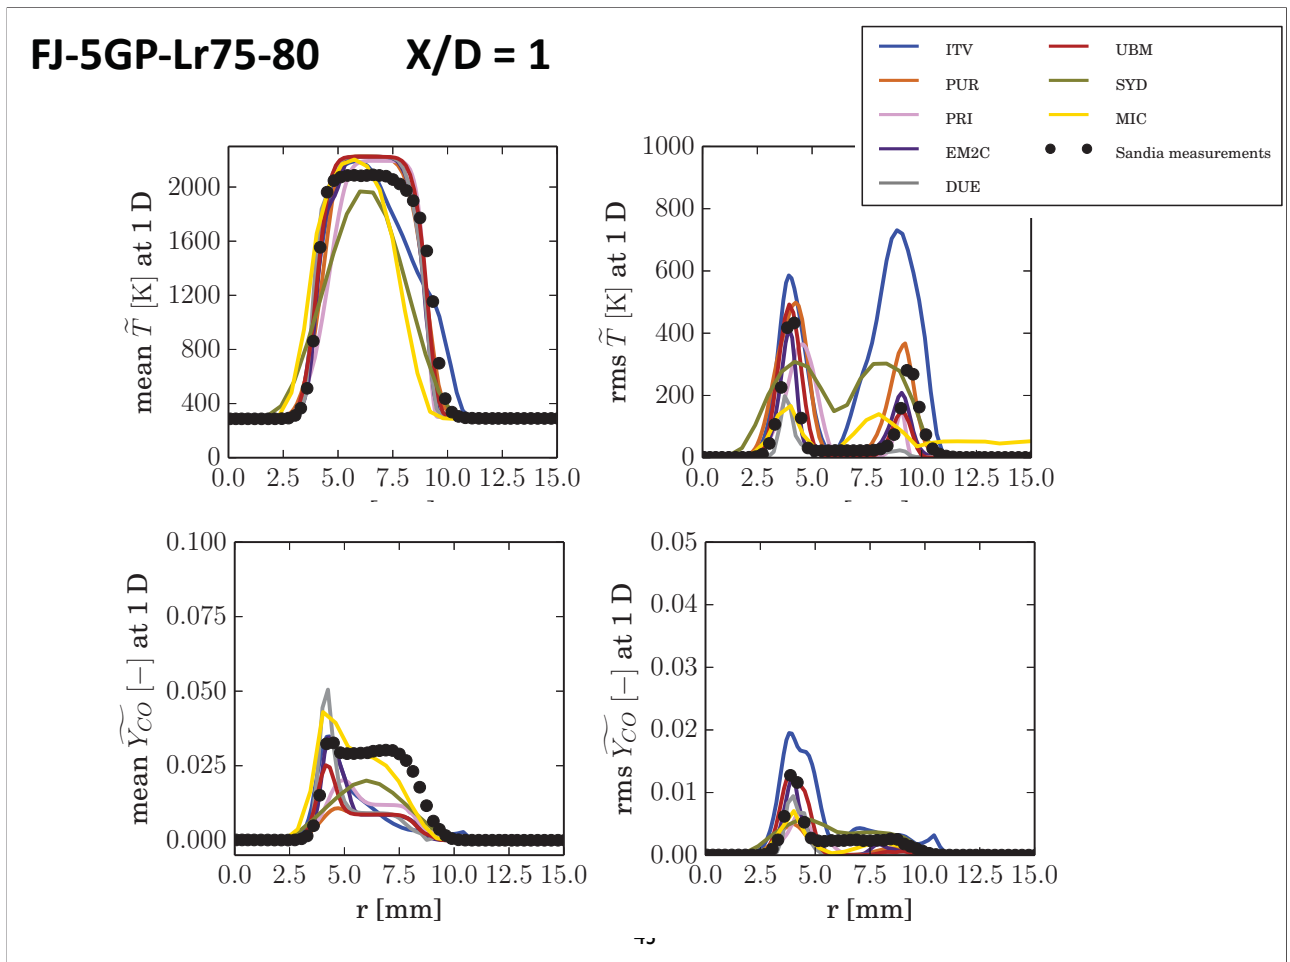 FJ-5GP-Lr75-80 X/D = 1
ITV UBM
PUR SYD
PRI MIC
EM2C Sandia measurements
DUE
mean T̃ [K] at 1 D
2000
1600
1200
800
400
0
0.0 2.5 5.0 7.5 10.0 12.5 15.0
rms T̃ [K] at 1 D
1000
800
600
400
200
0
0.0 2.5 5.0 7.5 10.0 12.5 15.0
mean Ỹ_CO [−] at 1 D
0.100
0.075
0.050
0.025
0.000
0.0 2.5 5.0 7.5 10.0 12.5 15.0
r [mm]
rms Ỹ_CO [−] at 1 D
0.05
0.04
0.03
0.02
0.01
0.00
0.0 2.5 5.0 7.5 10.0 12.5 15.0
r [mm]